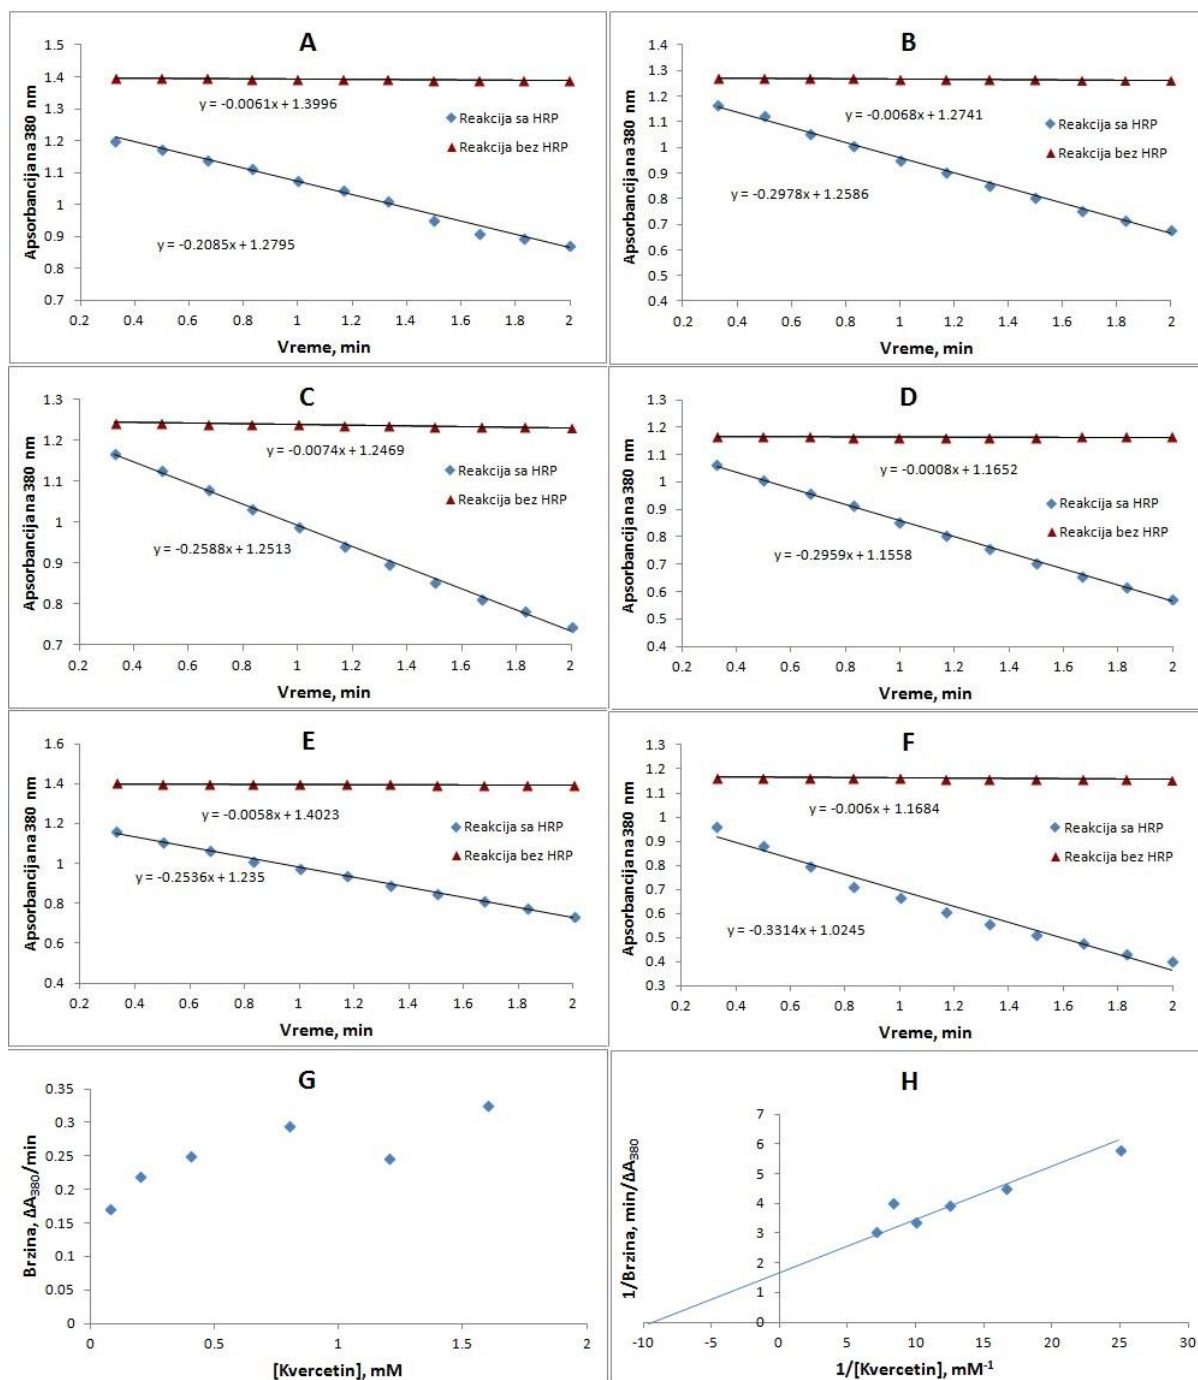 A
Apsorbancija na 380 nm
1.5
1.4
1.3
1.2
1.1
1
0.9
0.8
0.7
y = -0.0061x + 1.3996
Reakcija sa HRP
Reakcija bez HRP
y = -0.2085x + 1.2795
0.2 0.4 0.6 0.8 1 1.2 1.4 1.6 1.8 2
Vreme, min
B
Apsorbancija na 380 nm
1.4
1.3
1.2
1.1
1
0.9
0.8
0.7
0.6
0.5
0.4
y = -0.0068x + 1.2741
Reakcija sa HRP
Reakcija bez HRP
y = -0.2978x + 1.2586
0.2 0.4 0.6 0.8 1 1.2 1.4 1.6 1.8 2
Vreme, min
C
Apsorbancija na 380 nm
1.3
1.2
1.1
1
0.9
0.8
0.7
y = -0.0074x + 1.2469
Reakcija sa HRP
Reakcija bez HRP
y = -0.2588x + 1.2513
0.2 0.4 0.6 0.8 1 1.2 1.4 1.6 1.8 2
Vreme, min
D
Apsorbancija na 380 nm
1.3
1.2
1.1
1
0.9
0.8
0.7
0.6
0.5
0.4
y = -0.0008x + 1.1652
Reakcija sa HRP
Reakcija bez HRP
y = -0.2959x + 1.1558
0.2 0.4 0.6 0.8 1 1.2 1.4 1.6 1.8 2
Vreme, min
E
Apsorbancija na 380 nm
1.6
1.4
1.2
1
0.8
0.6
0.4
y = -0.0058x + 1.4023
Reakcija sa HRP
Reakcija bez HRP
y = -0.2536x + 1.235
0.2 0.4 0.6 0.8 1 1.2 1.4 1.6 1.8 2
Vreme, min
F
Apsorbancija na 380 nm
1.3
1.2
1.1
1
0.9
0.8
0.7
0.6
0.5
0.4
0.3
y = -0.006x + 1.1684
Reakcija sa HRP
Reakcija bez HRP
y = -0.3314x + 1.0245
0.2 0.4 0.6 0.8 1 1.2 1.4 1.6 1.8 2
Vreme, min
G
Brzina, ΔA₃₈₀/min
0.35
0.3
0.25
0.2
0.15
0.1
0.05
0
0 0.5 1 1.5 2
[Kvercetin], mM
H
1/Brzina, min/ΔA₃₈₀
7
6
5
4
3
2
1
0
-10 -5 0 5 10 15 20 25 30
1/[Kvercetin], mM⁻¹